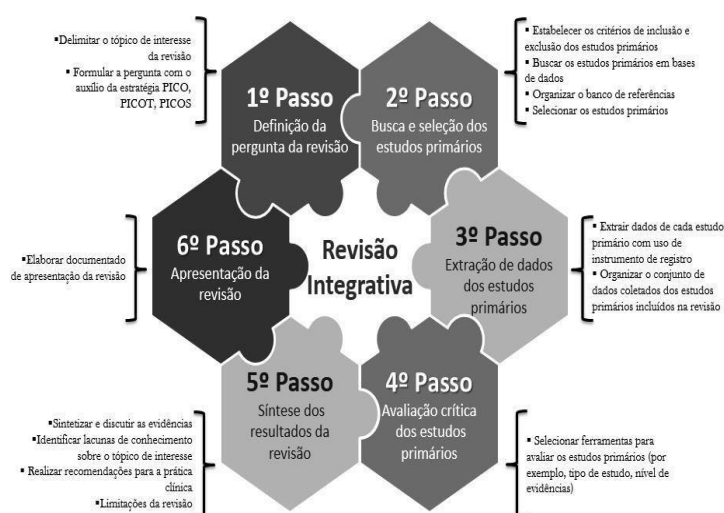 ▪Delimitar o tópico de interesse
da revisão
▪ Formular a pergunta com o
auxílio da estratégia PICO,
PICOT, PICOS
1º Passo
Definição da
pergunta da revisão
2º Passo
Busca e seleção dos
estudos primários
▪ Estabelecer os critérios de inclusão e
exclusão dos estudos primários
▪ Buscar os estudos primários em bases
de dados
▪ Organizar o banco de referências
▪ Selecionar os estudos primários
▪Elaborar documentado
de apresentação da revisão
6º Passo
Apresentação da
revisão
Revisão
Integrativa
3º Passo
Extração de dados
dos estudos
primários
▪ Extrair dados de cada estudo
primário com uso de
instrumento de registro
▪ Organizar o conjunto de
dados coletados dos estudos
primários incluídos na revisão
▪Sintetizar e discutir as evidências
▪Identificar lacunas de conhecimento
sobre o tópico de interesse
▪ Realizar recomendações para a prática
clínica
▪Limitações da revisão
5º Passo
Síntese dos
resultados da
revisão
4º Passo
Avaliação crítica
dos estudos
primários
▪ Selecionar ferramentas para
avaliar os estudos primários (por
exemplo, tipo de estudo, nível de
evidências)